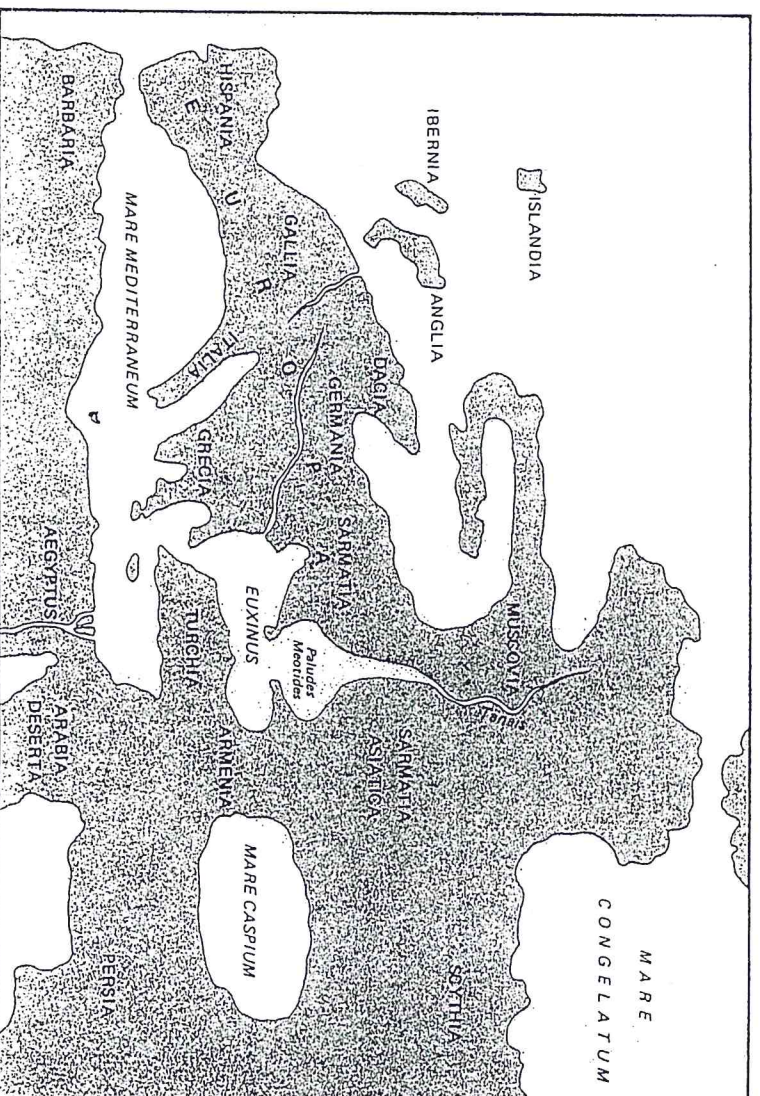 ISLANDIA
IBERNIA
ANGLIA
MARE
CONGELATUM
EUROPA
HISPANIA
GALLIA
DACIA
GERMANIA
SARMATIA
MUSCOVIA
Tanais
SARMATIA
ASIATICA
SCYTHIA
ITALIA
GRECIA
EUXINUS
Paludes
Meotides
TURCHIA
ARMENIA
MARE CASPIUM
MARE MEDITERRANEUM
BARBARIA
AEGYPTUS
ARABIA
DESERTA
PERSIA